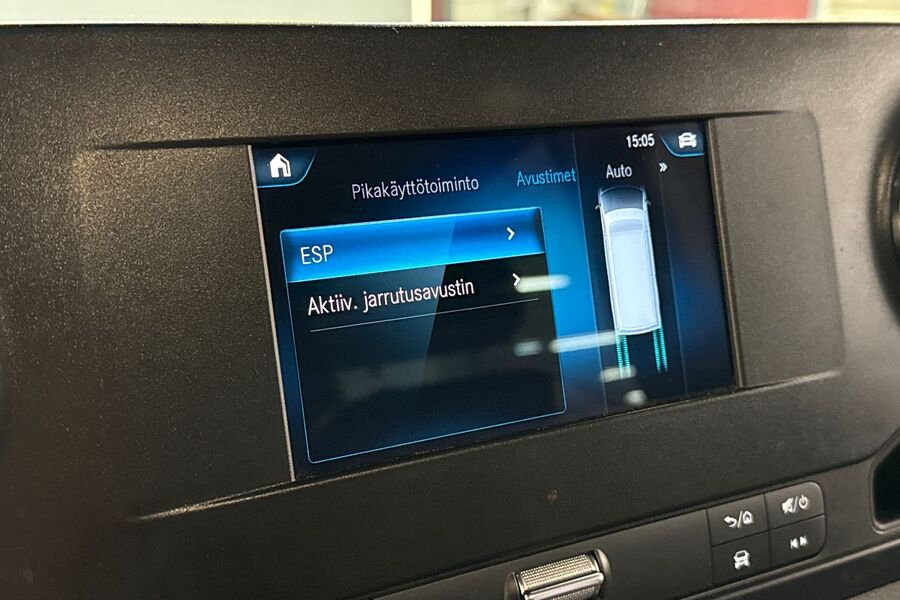 15:05
Pikakäyttötoiminto Avustimet Auto
ESP
Aktiiv. jarrutusavustin